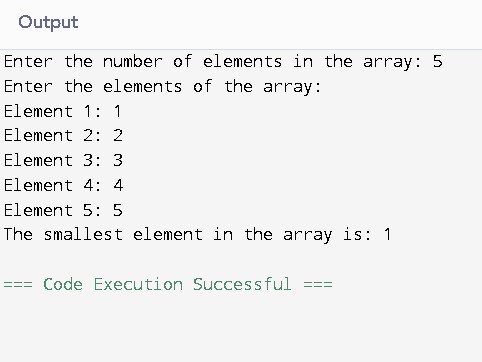 Output
Enter the number of elements in the array: 5
Enter the elements of the array:
Element 1: 1
Element 2: 2
Element 3: 3
Element 4: 4
Element 5: 5
The smallest element in the array is: 1
=== Code Execution Successful ===